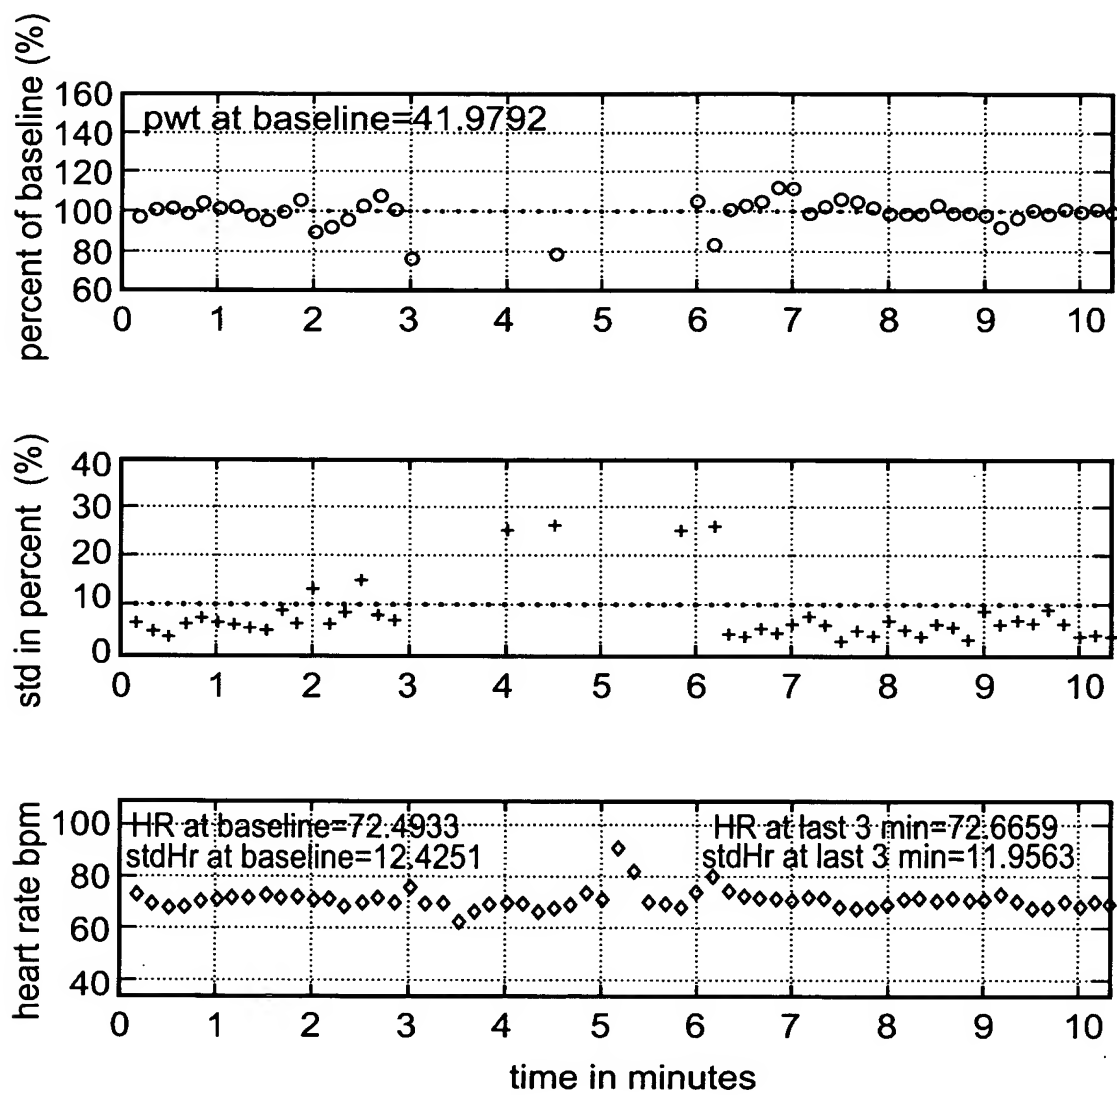 percent of baseline (%)
160
140
120
100
80
60
pwt at baseline=41.9792
0 1 2 3 4 5 6 7 8 9 10
std in percent (%)
40
30
20
10
0
0 1 2 3 4 5 6 7 8 9 10
heart rate bpm
100
80
60
40
HR at baseline=72.4933
stdHr at baseline=12.4251
HR at last 3 min=72.6659
stdHr at last 3 min=11.9563
0 1 2 3 4 5 6 7 8 9 10
time in minutes